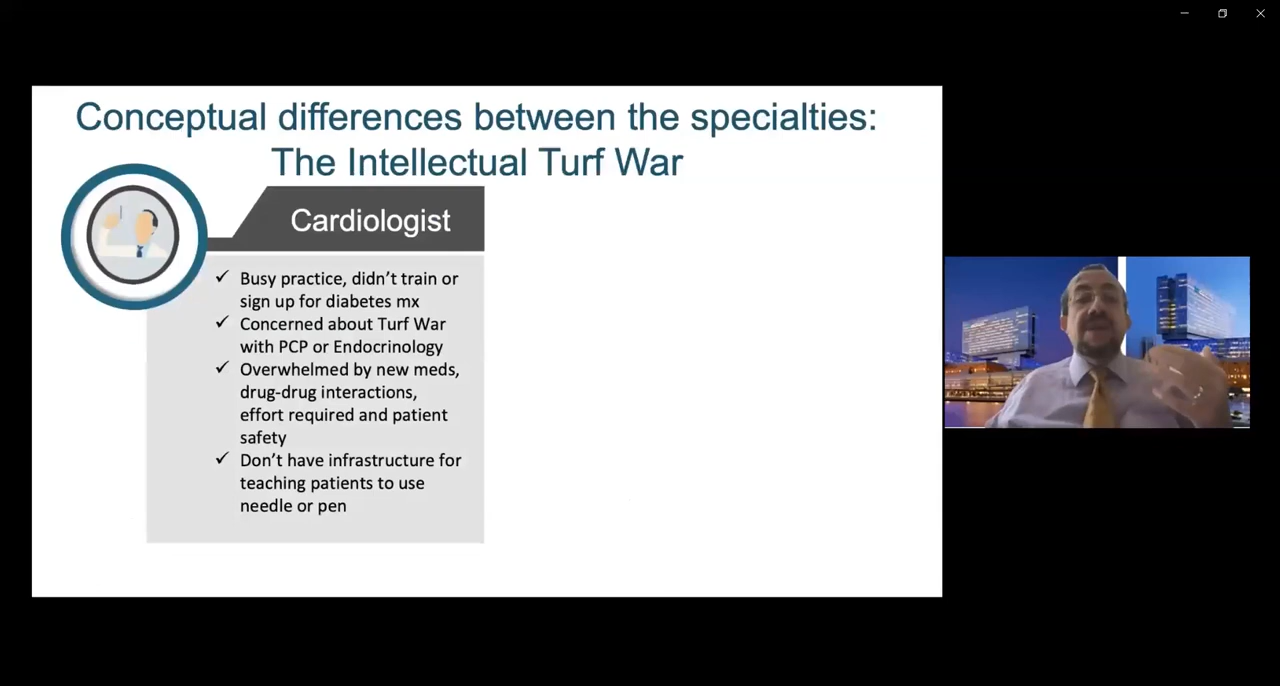 Conceptual differences between the specialties:
The Intellectual Turf War
Cardiologist
✓ Busy practice, didn’t train or
sign up for diabetes mx
✓ Concerned about Turf War
with PCP or Endocrinology
✓ Overwhelmed by new meds,
drug-drug interactions,
effort required and patient
safety
✓ Don’t have infrastructure for
teaching patients to use
needle or pen